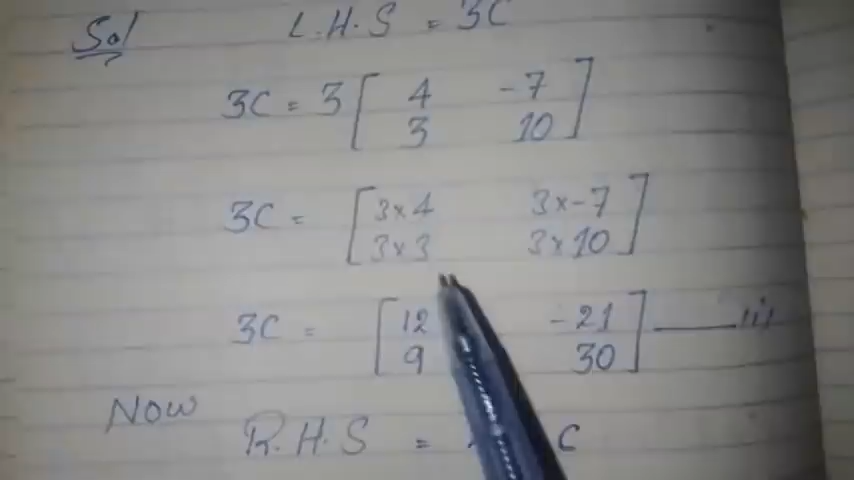 Sol L.H.S = 3C
3C = 3 [ 4 -7
3 10 ]
3C = [ 3×4 3×-7
3×3 3×10 ]
3C = [ 12 -21
9 30 ] —— iii
Now
R.H.S = C